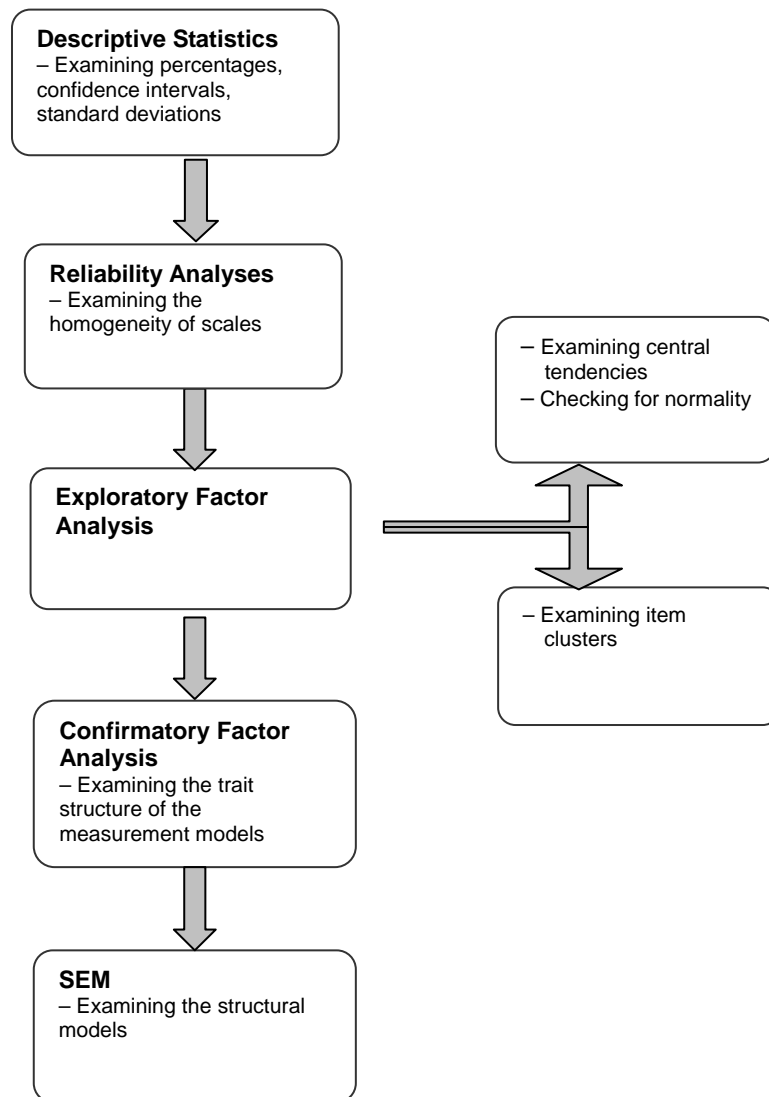 Descriptive Statistics
– Examining percentages,
confidence intervals,
standard deviations
Reliability Analyses
– Examining the
homogeneity of scales
– Examining central
tendencies
– Checking for normality
Exploratory Factor
Analysis
– Examining item
clusters
Confirmatory Factor
Analysis
– Examining the trait
structure of the
measurement models
SEM
– Examining the structural
models